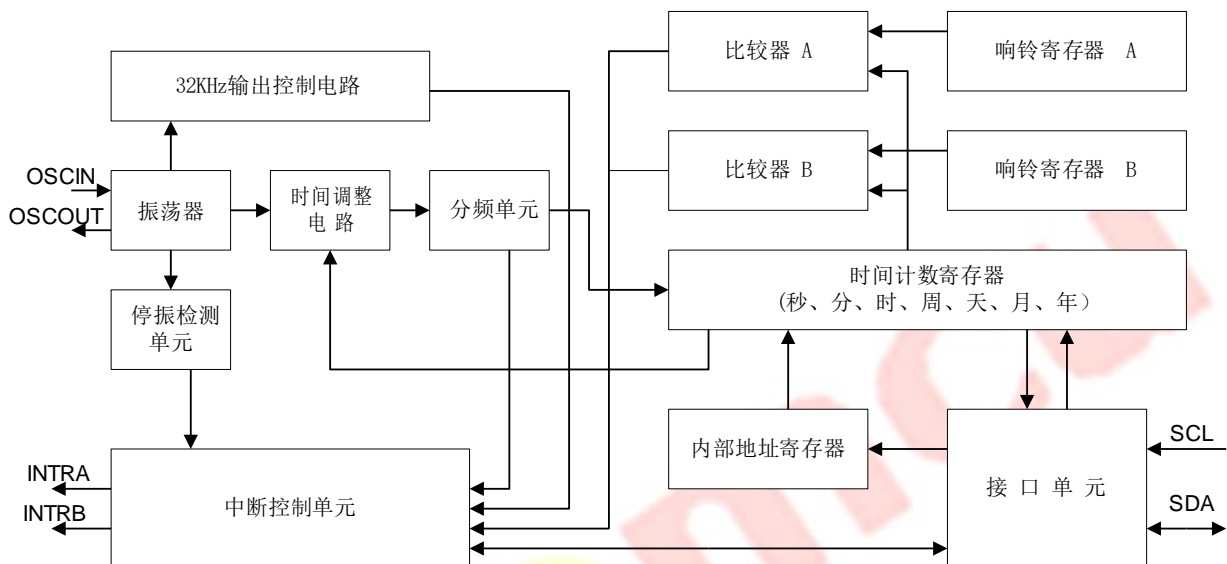 32KHz输出控制电路
比较器 A
响铃寄存器 A
比较器 B
响铃寄存器 B
OSCIN
OSCOUT
振荡器
时间调整
电 路
分频单元
时间计数寄存器
(秒、分、时、周、天、月、年）
停振检测
单元
内部地址寄存器
接 口 单 元
SCL
SDA
INTRA
INTRB
中断控制单元